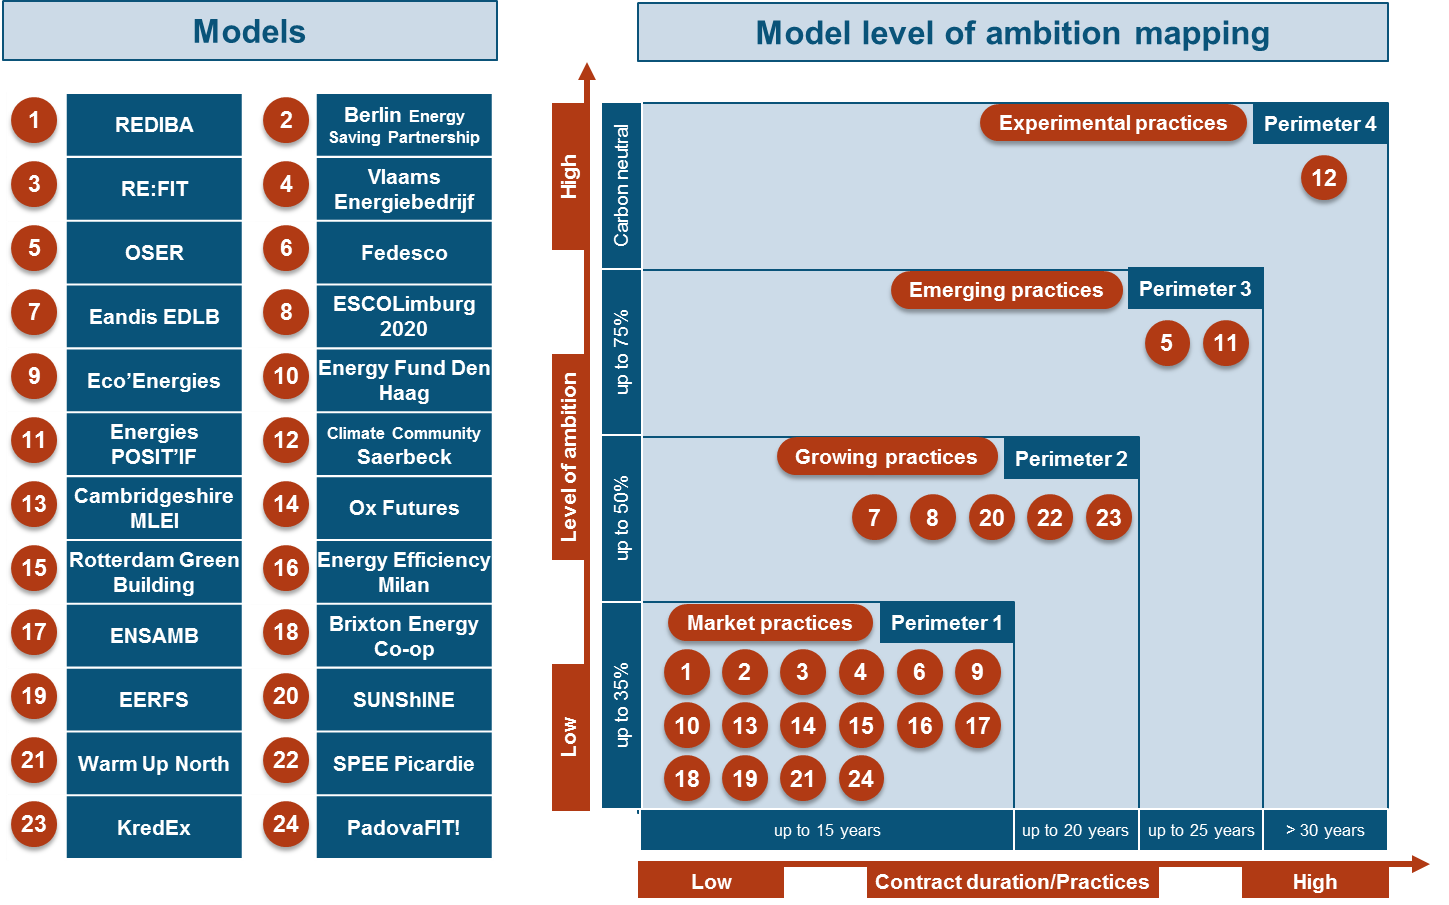 Models
1
REDIBA
2
Berlin Energy
Saving Partnership
3
RE:FIT
4
Vlaams
Energiebedrijf
5
OSER
6
Fedesco
7
Eandis EDLB
8
ESCOLimburg
2020
9
Eco’Energies
10
Energy Fund Den
Haag
11
Energies
POSIT’IF
12
Climate Community
Saerbeck
13
Cambridgeshire
MLEI
14
Ox Futures
15
Rotterdam Green
Building
16
Energy Efficiency
Milan
17
ENSAMB
18
Brixton Energy
Co-op
19
EERFS
20
SUNShINE
21
Warm Up North
22
SPEE Picardie
23
KredEx
24
PadovaFIT!
Model level of ambition mapping
High
Level of ambition
Low
Carbon neutral
up to 75%
up to 50%
up to 35%
Experimental practices
Perimeter 4
12
Emerging practices
Perimeter 3
5 11
Growing practices
Perimeter 2
7 8 20 22 23
Market practices
Perimeter 1
1 2 3 4 6 9
10 13 14 15 16 17
18 19 21 24
up to 15 years
up to 20 years
up to 25 years
> 30 years
Low
Contract duration/Practices
High